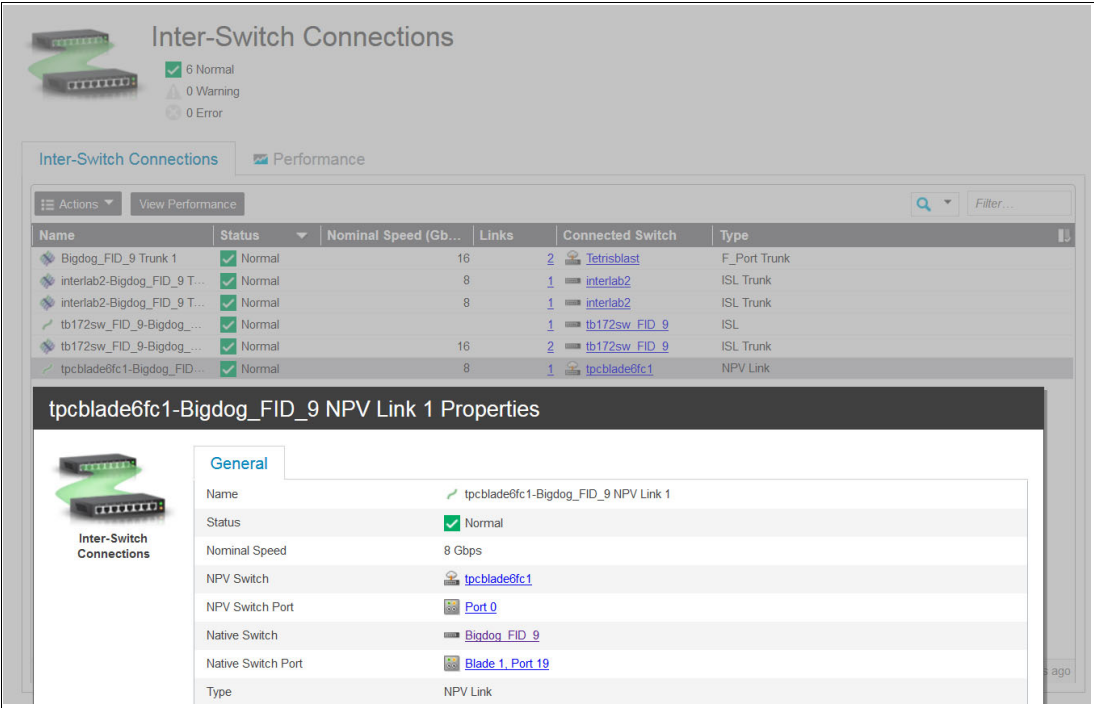 Inter-Switch Connections
6 Normal
0 Warning
0 Error
Inter-Switch Connections Performance
Actions View Performance Filter...
Name Status Nominal Speed (Gb... Links Connected Switch Type
Bigdog_FID_9 Trunk 1 Normal 16 2 Tetrisblast F_Port Trunk
interlab2-Bigdog_FID_9 T... Normal 8 1 interlab2 ISL Trunk
interlab2-Bigdog_FID_9 T... Normal 8 1 interlab2 ISL Trunk
tb172sw_FID_9-Bigdog_... Normal 1 tb172sw_FID_9 ISL
tb172sw_FID_9-Bigdog_... Normal 16 2 tb172sw_FID_9 ISL Trunk
tpcblade6fc1-Bigdog_FID... Normal 8 1 tpcblade6fc1 NPV Link
tpcblade6fc1-Bigdog_FID_9 NPV Link 1 Properties
Inter-Switch
Connections
General
Name tpcblade6fc1-Bigdog_FID_9 NPV Link 1
Status Normal
Nominal Speed 8 Gbps
NPV Switch tpcblade6fc1
NPV Switch Port Port 0
Native Switch Bigdog_FID_9
Native Switch Port Blade 1, Port 19
ago
Type NPV Link